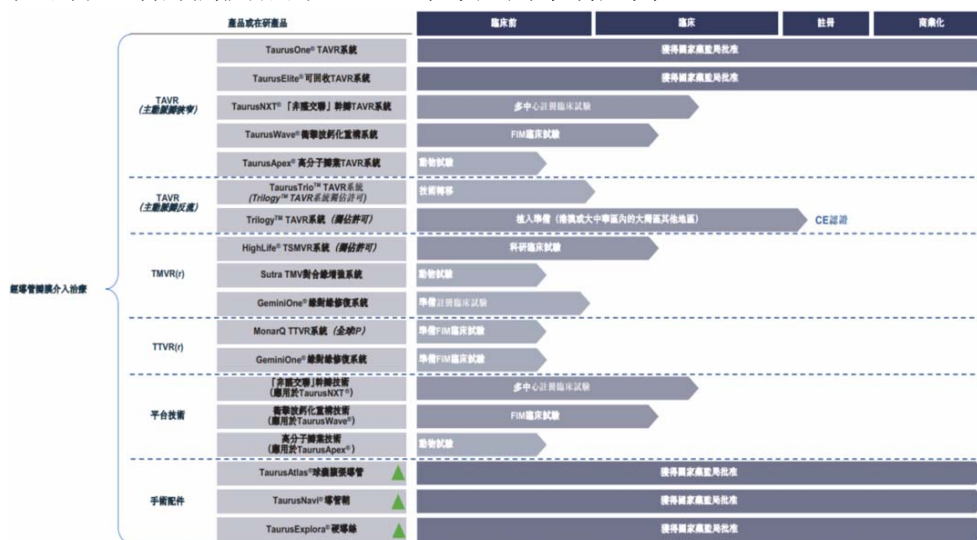 產品或在研產品 臨床前 臨床 註冊 商業化
TaurusOne® TAVR系統 獲得國家藥監局批准
TaurusElite® 可回收TAVR系統 獲得國家藥監局批准
TAVR
(主動脈瓣狹窄)
TaurusNXT®「非醛交聯」幹瓣TAVR系統 多中心註冊臨床試驗
TaurusWave® 衝擊波鈣化重構系統 FIM臨床試驗
TaurusApex® 高分子瓣葉TAVR系統 動物試驗
TAVR
(主動脈瓣反流)
TaurusTrio™ TAVR系統
(Trilogy™ TAVR系統獨佔許可)
技術轉移
Trilogy™ TAVR系統(獨佔許可) 植入準備(港澳或大中華區內的大灣區其他地區) CE認證
HighLife® TSMVR系統(獨佔許可) 科研臨床試驗
TMVR(r) Sutra TMV對合緣增強系統 動物試驗
GeminiOne® 緣對緣修復系統 準備註冊臨床試驗
經導管瓣膜介入治療
TTVR(r)
MonarQ TTVR系統(全球IP) 準備FIM臨床試驗
GeminiOne® 緣對緣修復系統 準備FIM臨床試驗
平台技術
「非醛交聯」幹瓣技術
(應用於TaurusNXT®)
多中心註冊臨床試驗
衝擊波鈣化重構技術
(應用於TaurusWave®)
FIM臨床試驗
高分子瓣葉技術
(應用於TaurusApex®)
動物試驗
手術配件
TaurusAtlas®球囊擴張導管 獲得國家藥監局批准
TaurusNavi® 導管鞘 獲得國家藥監局批准
TaurusExplora® 硬導絲 獲得國家藥監局批准